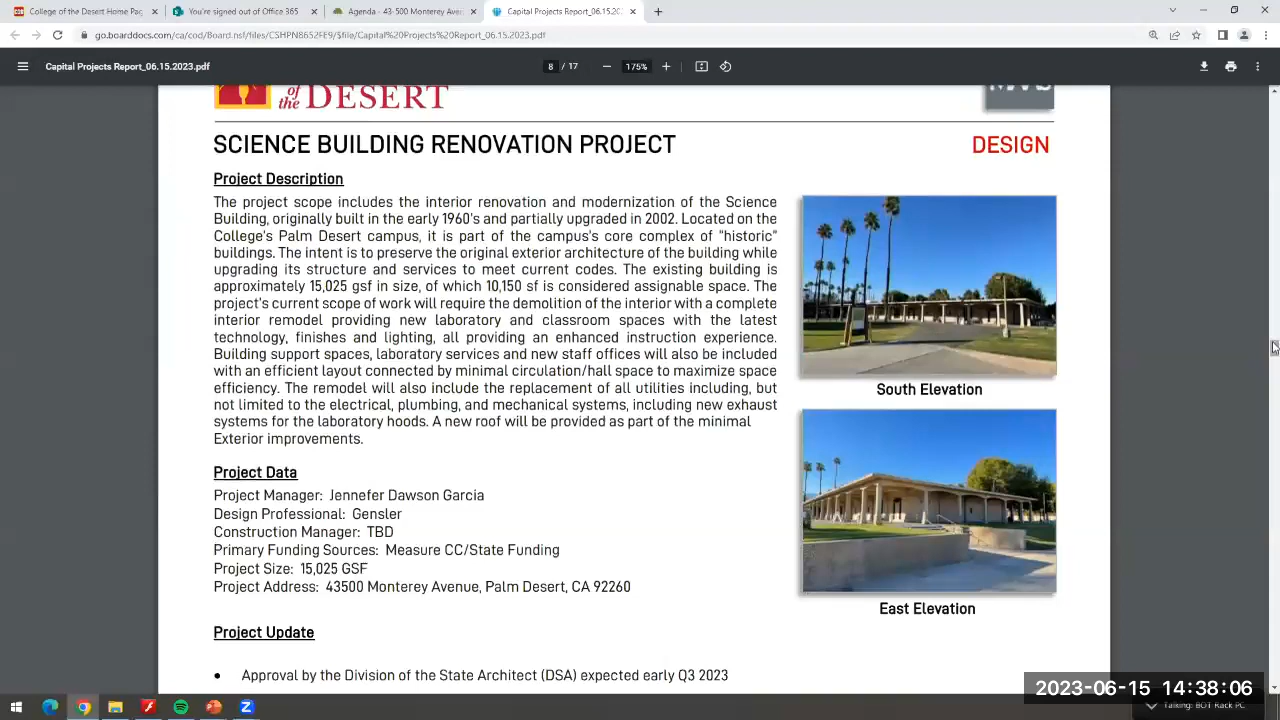 College of the Desert Home Pag
You're signed out of Office 365
Agenda - 43-500 Monterey Aven
Capital Projects Report_06.15.202
go.boarddocs.com/ca/cod/Board.nsf/files/CSHPN8652FE9/$file/Capital%20Projects%20Report_06.15.2023.pdf
Capital Projects Report_06.15.2023.pdf
8 / 17
175%
of the DESERT
SCIENCE BUILDING RENOVATION PROJECT
DESIGN
Project Description
The project scope includes the interior renovation and modernization of the Science
Building, originally built in the early 1960's and partially upgraded in 2002. Located on the
College's Palm Desert campus, it is part of the campus's core complex of "historic"
buildings. The intent is to preserve the original exterior architecture of the building while
upgrading its structure and services to meet current codes. The existing building is
approximately 15,025 gsf in size, of which 10,150 sf is considered assignable space. The
project's current scope of work will require the demolition of the interior with a complete
interior remodel providing new laboratory and classroom spaces with the latest
technology, finishes and lighting, all providing an enhanced instruction experience.
Building support spaces, laboratory services and new staff offices will also be included
with an efficient layout connected by minimal circulation/hall space to maximize space
efficiency. The remodel will also include the replacement of all utilities including, but
not limited to the electrical, plumbing, and mechanical systems, including new exhaust
systems for the laboratory hoods. A new roof will be provided as part of the minimal
Exterior improvements.
South Elevation
East Elevation
Project Data
Project Manager: Jennefer Dawson Garcia
Design Professional: Gensler
Construction Manager: TBD
Primary Funding Sources: Measure CC/State Funding
Project Size: 15,025 GSF
Project Address: 43500 Monterey Avenue, Palm Desert, CA 92260
Project Update
• Approval by the Division of the State Architect (DSA) expected early Q3 2023
2023-06-15 14:38:06
Talking: BOT Rack PC